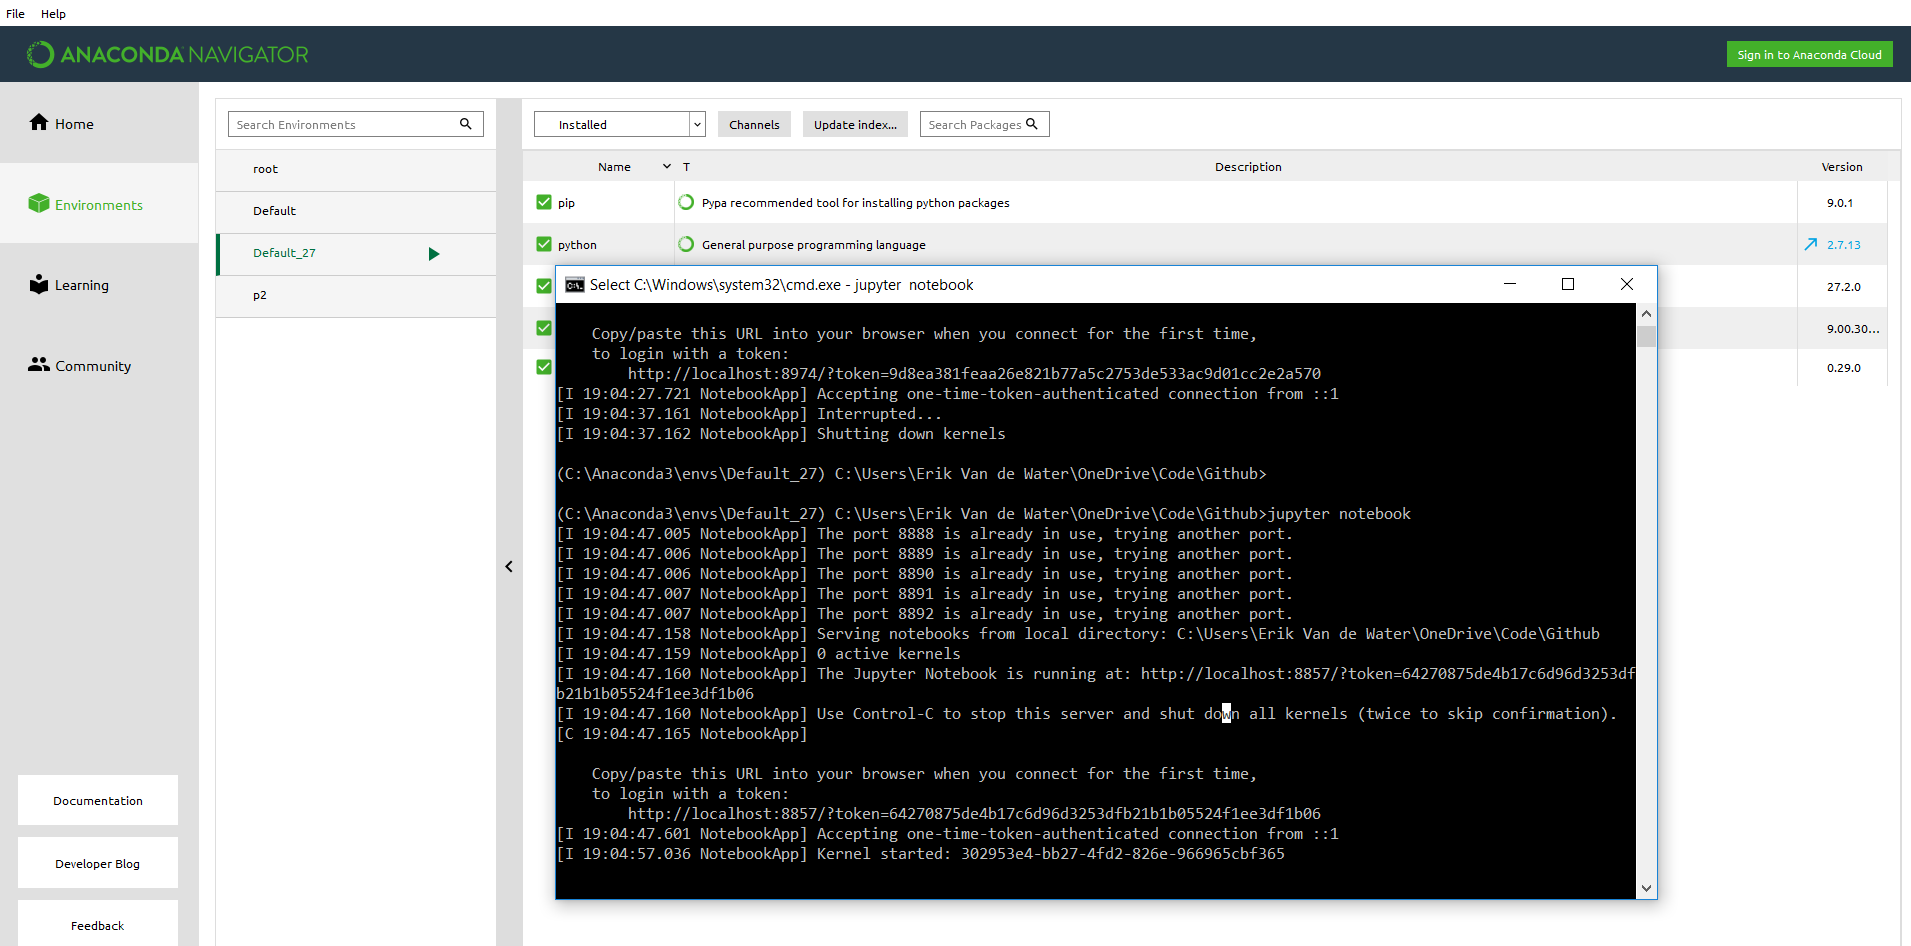 File Help
ANACONDA NAVIGATOR
Sign in to Anaconda Cloud
Home
Environments
Learning
Community
Documentation
Developer Blog
Feedback
Search Environments
root
Default
Default_27
p2
Installed
Channels
Update index...
Search Packages
Name T Description Version
pip Pypa recommended tool for installing python packages 9.0.1
python General purpose programming language 2.7.13
27.2.0
9.00.30...
0.29.0
Select C:\Windows\system32\cmd.exe - jupyter  notebook
Copy/paste this URL into your browser when you connect for the first time,
to login with a token:
http://localhost:8974/?token=9d8ea381feaa26e821b77a5c2753de533ac9d01cc2e2a570
[I 19:04:27.721 NotebookApp] Accepting one-time-token-authenticated connection from ::1
[I 19:04:37.161 NotebookApp] Interrupted...
[I 19:04:37.162 NotebookApp] Shutting down kernels
(C:\Anaconda3\envs\Default_27) C:\Users\Erik Van de Water\OneDrive\Code\Github>
(C:\Anaconda3\envs\Default_27) C:\Users\Erik Van de Water\OneDrive\Code\Github>jupyter notebook
[I 19:04:47.005 NotebookApp] The port 8888 is already in use, trying another port.
[I 19:04:47.006 NotebookApp] The port 8889 is already in use, trying another port.
[I 19:04:47.006 NotebookApp] The port 8890 is already in use, trying another port.
[I 19:04:47.007 NotebookApp] The port 8891 is already in use, trying another port.
[I 19:04:47.007 NotebookApp] The port 8892 is already in use, trying another port.
[I 19:04:47.158 NotebookApp] Serving notebooks from local directory: C:\Users\Erik Van de Water\OneDrive\Code\Github
[I 19:04:47.159 NotebookApp] 0 active kernels
[I 19:04:47.160 NotebookApp] The Jupyter Notebook is running at: http://localhost:8857/?token=64270875de4b17c6d96d3253df
b21b1b05524f1ee3df1b06
[I 19:04:47.160 NotebookApp] Use Control-C to stop this server and shut down all kernels (twice to skip confirmation).
[C 19:04:47.165 NotebookApp]
Copy/paste this URL into your browser when you connect for the first time,
to login with a token:
http://localhost:8857/?token=64270875de4b17c6d96d3253dfb21b1b05524f1ee3df1b06
[I 19:04:47.601 NotebookApp] Accepting one-time-token-authenticated connection from ::1
[I 19:04:57.036 NotebookApp] Kernel started: 302953e4-bb27-4fd2-826e-966965cbf365